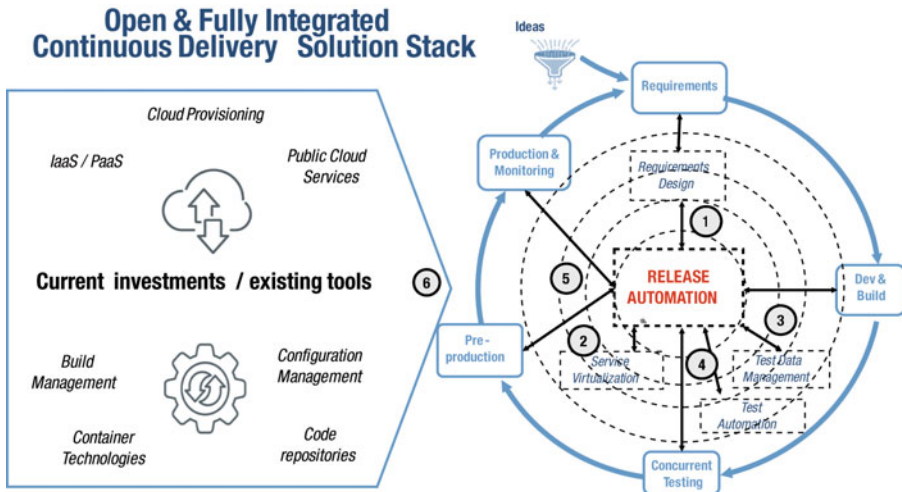 Open & Fully Integrated
Continuous Delivery Solution Stack
Cloud Provisioning
IaaS / PaaS
Public Cloud
Services
Current investments / existing tools
Build
Management
Configuration
Management
Container
Technologies
Code
repositories
Ideas
Requirements
Production &
Monitoring
Requirements
Design
1
RELEASE
AUTOMATION
6
5
Dev &
Build
3
2
Pre -
production
Service
Virtualization
4
Test Data
Management
Test
Automation
Concurrent
Testing